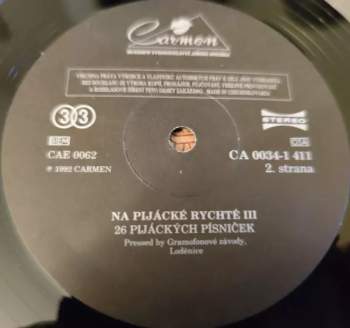 Carmen
VŠECHNA PRÁVA VÝROBCE A VLASTNÍKU AUTORSKÝCH PRÁV K DÍLU JSOU VYHRAZENA
33
STEREO
CAE 0062
CA 0034-1 411
℗ 1992 CARMEN
2. strana
NA PIJÁCKÉ RYCHTĚ III
26 PIJÁCKÝCH PÍSNIČEK
Pressed by Gramofonové závody,
Loděnice